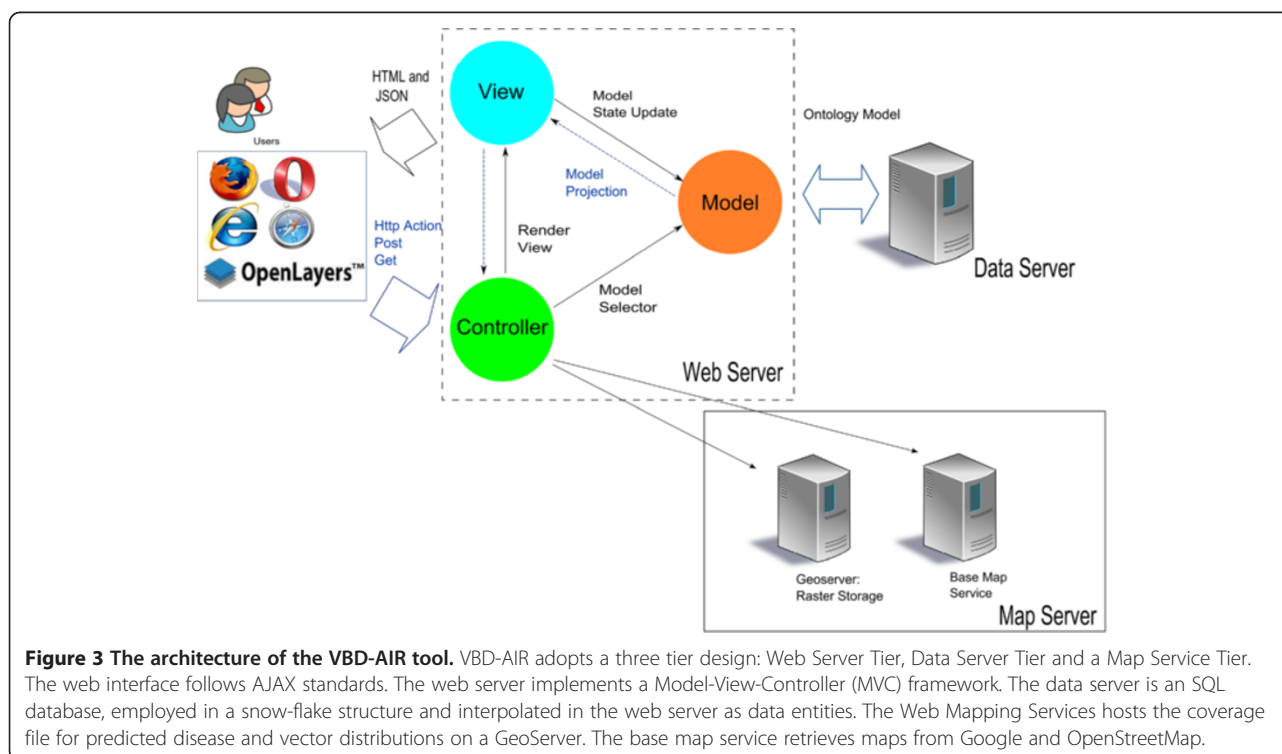 HTML and
JSON
Users
OpenLayers™
Http Action
Post
Get
View
Model
State Update
Model
Projection
Model
Render
View
Model
Selector
Controller
Web Server
Ontology Model
Data Server
Geoserver:
Raster Storage
Base Map
Service
Map Server
Figure 3 The architecture of the VBD-AIR tool. VBD-AIR adopts a three tier design: Web Server Tier, Data Server Tier and a Map Service Tier.
The web interface follows AJAX standards. The web server implements a Model-View-Controller (MVC) framework. The data server is an SQL
database, employed in a snow-flake structure and interpolated in the web server as data entities. The Web Mapping Services hosts the coverage
file for predicted disease and vector distributions on a GeoServer. The base map service retrieves maps from Google and OpenStreetMap.